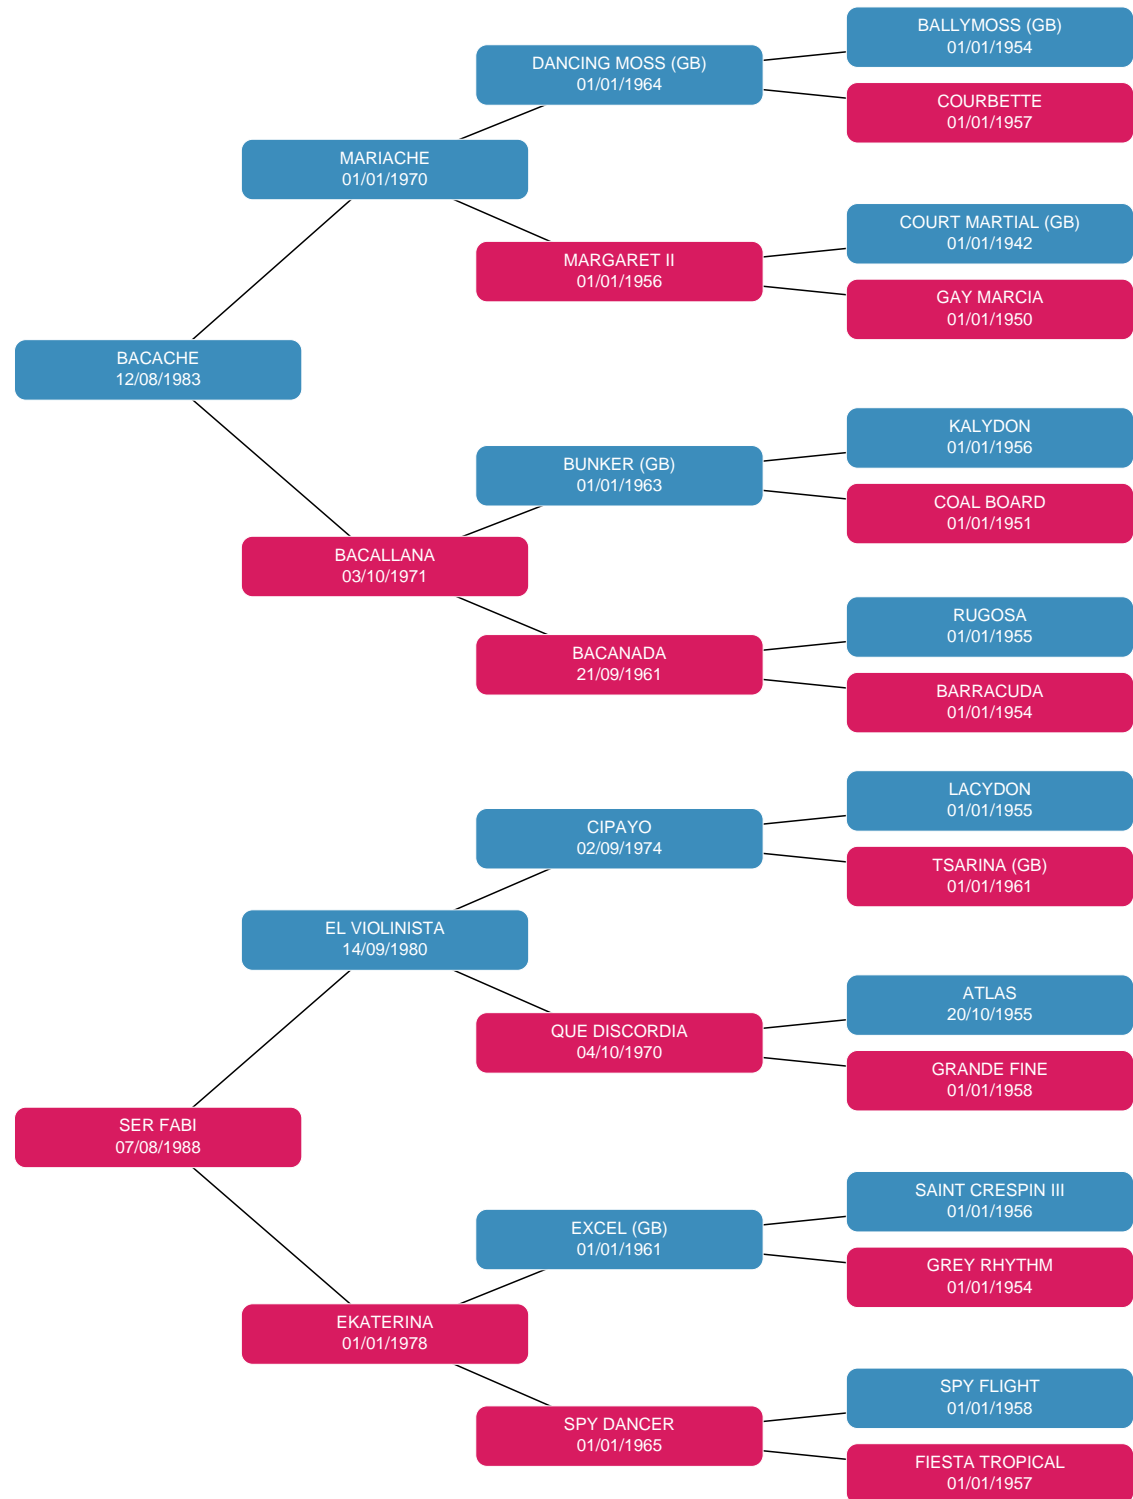 BALLYMOSS (GB)
01/01/1954
DANCING MOSS (GB)
01/01/1964
COURBETTE
01/01/1957
MARIACHE
01/01/1970
COURT MARTIAL (GB)
01/01/1942
MARGARET II
01/01/1956
GAY MARCIA
01/01/1950
BACACHE
12/08/1983
KALYDON
01/01/1956
BUNKER (GB)
01/01/1963
COAL BOARD
01/01/1951
BACALLANA
03/10/1971
RUGOSA
01/01/1955
BACANADA
21/09/1961
BARRACUDA
01/01/1954
LACYDON
01/01/1955
CIPAYO
02/09/1974
TSARINA (GB)
01/01/1961
EL VIOLINISTA
14/09/1980
ATLAS
20/10/1955
QUE DISCORDIA
04/10/1970
GRANDE FINE
01/01/1958
SER FABI
07/08/1988
SAINT CRESPIN III
01/01/1956
EXCEL (GB)
01/01/1961
GREY RHYTHM
01/01/1954
EKATERINA
01/01/1978
SPY FLIGHT
01/01/1958
SPY DANCER
01/01/1965
FIESTA TROPICAL
01/01/1957